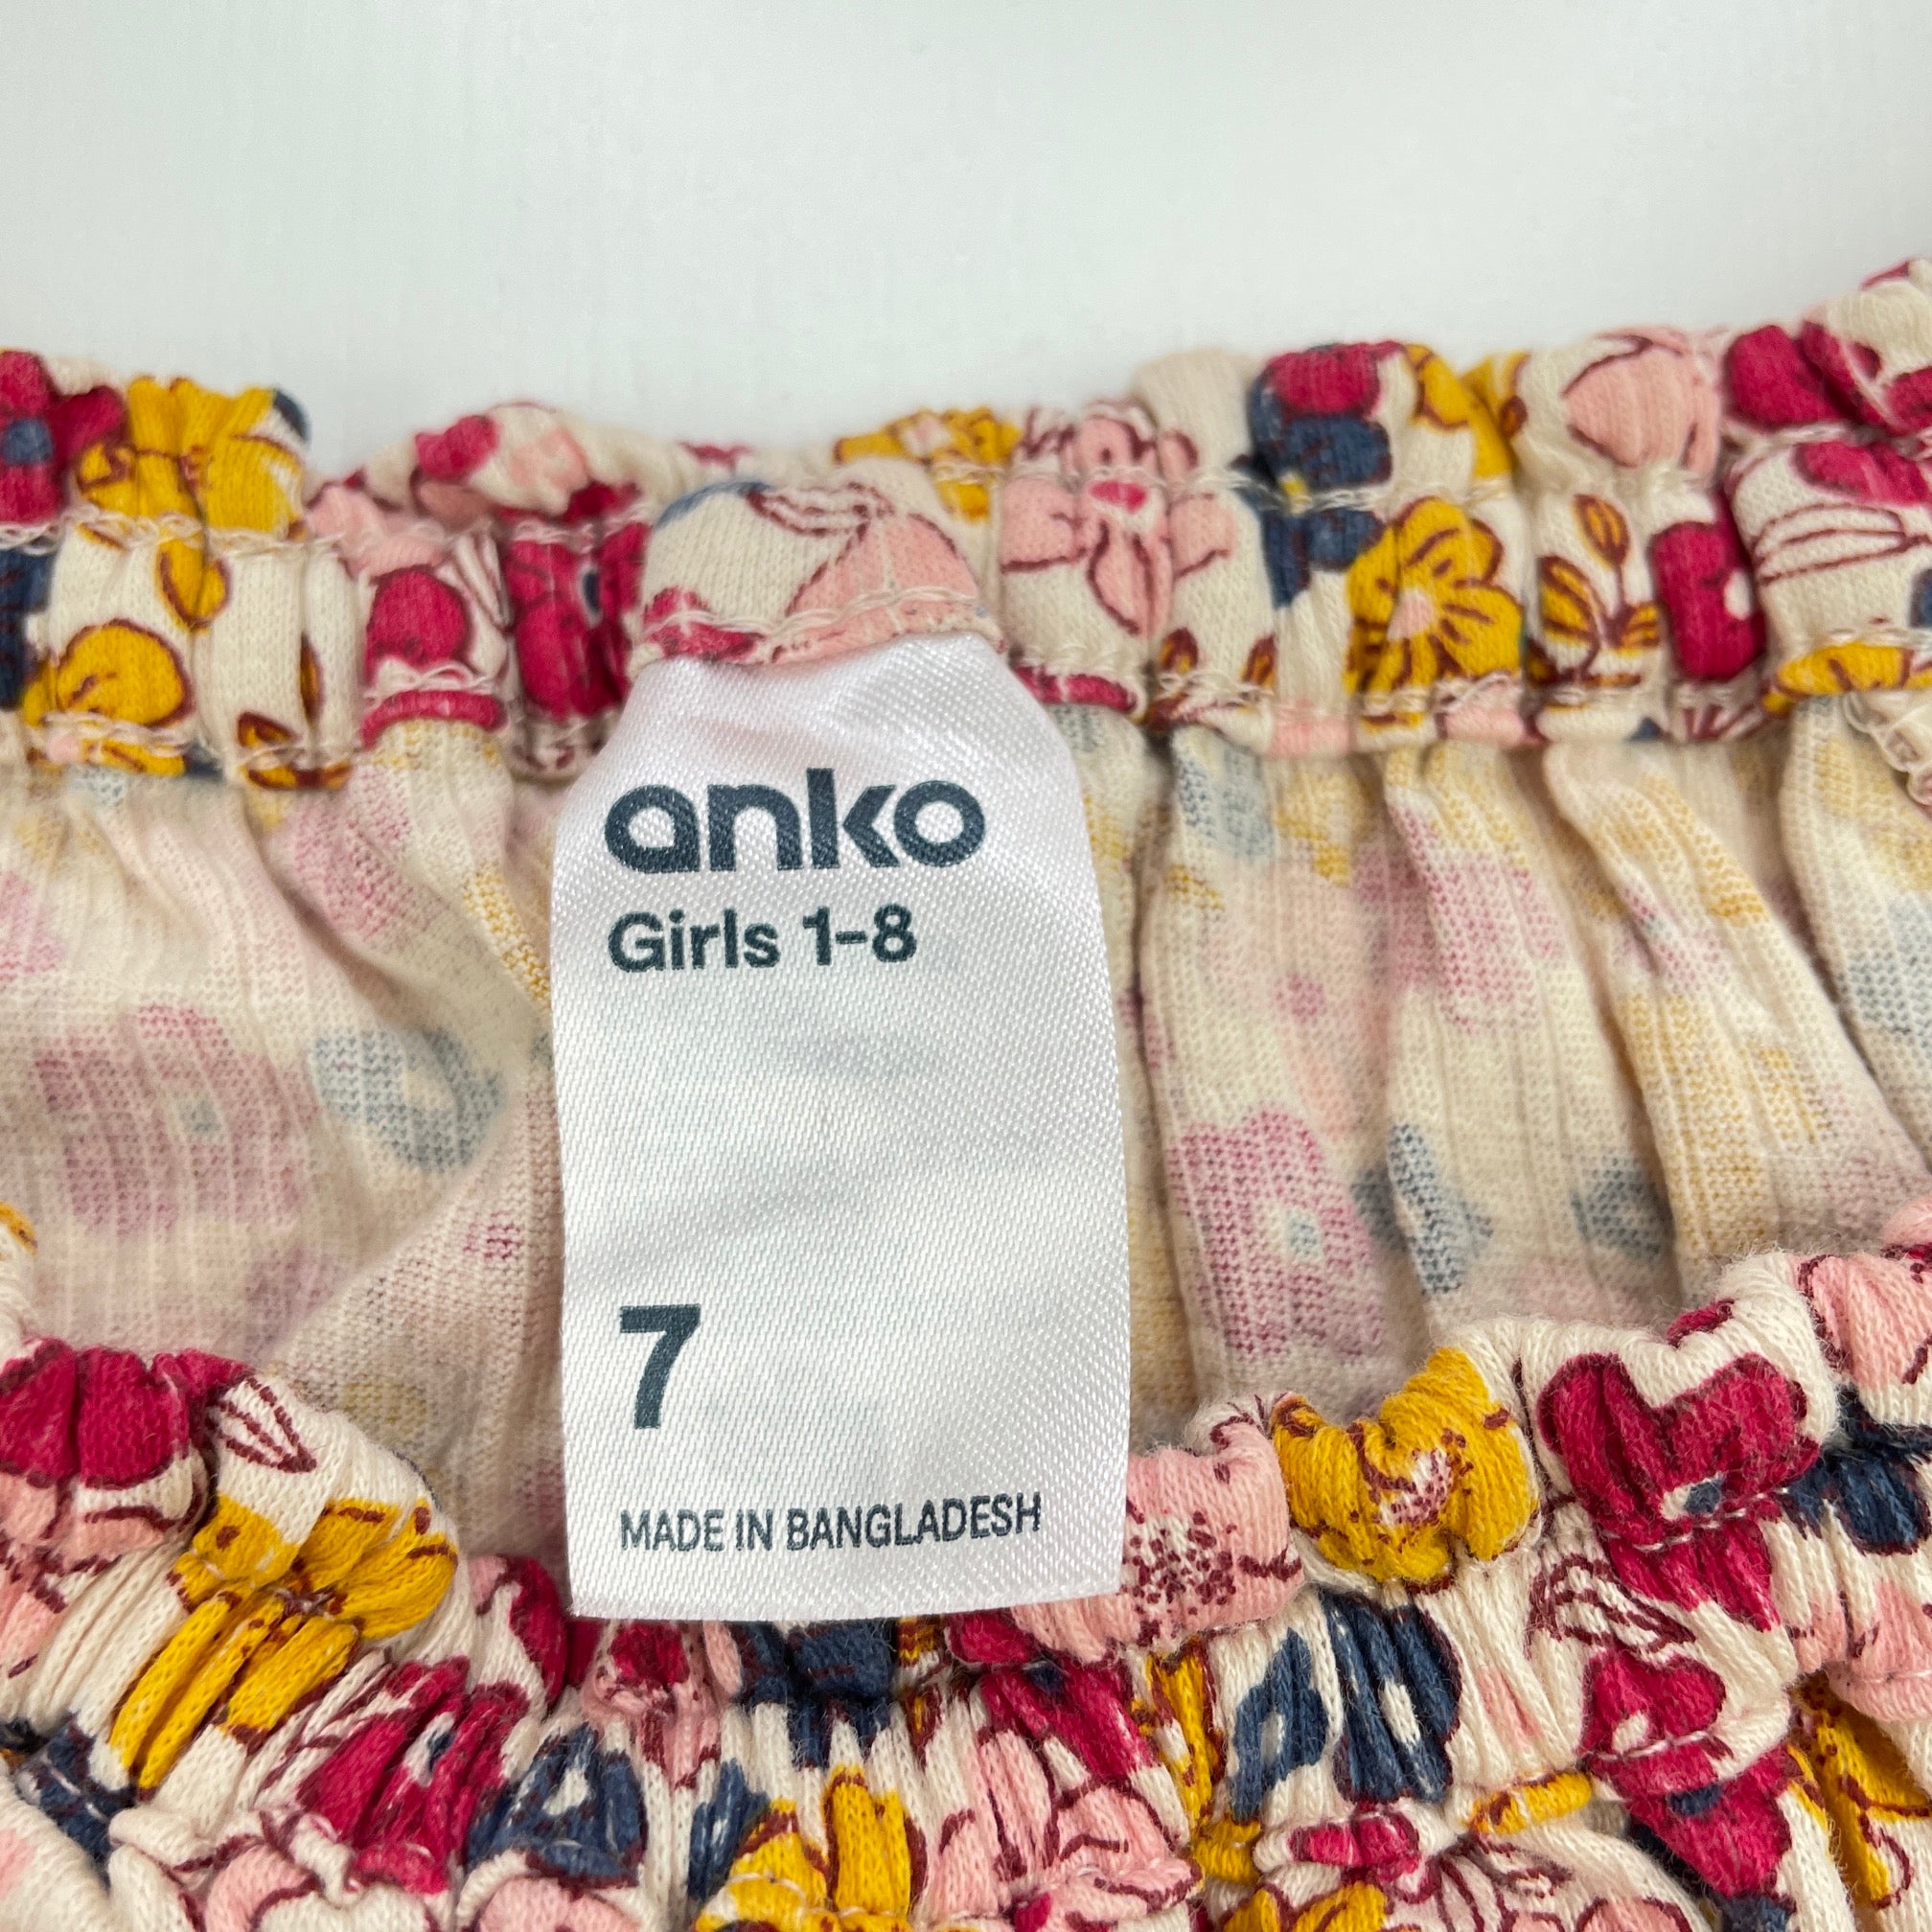 anko
Girls 1-8
7
MADE IN BANGLADESH